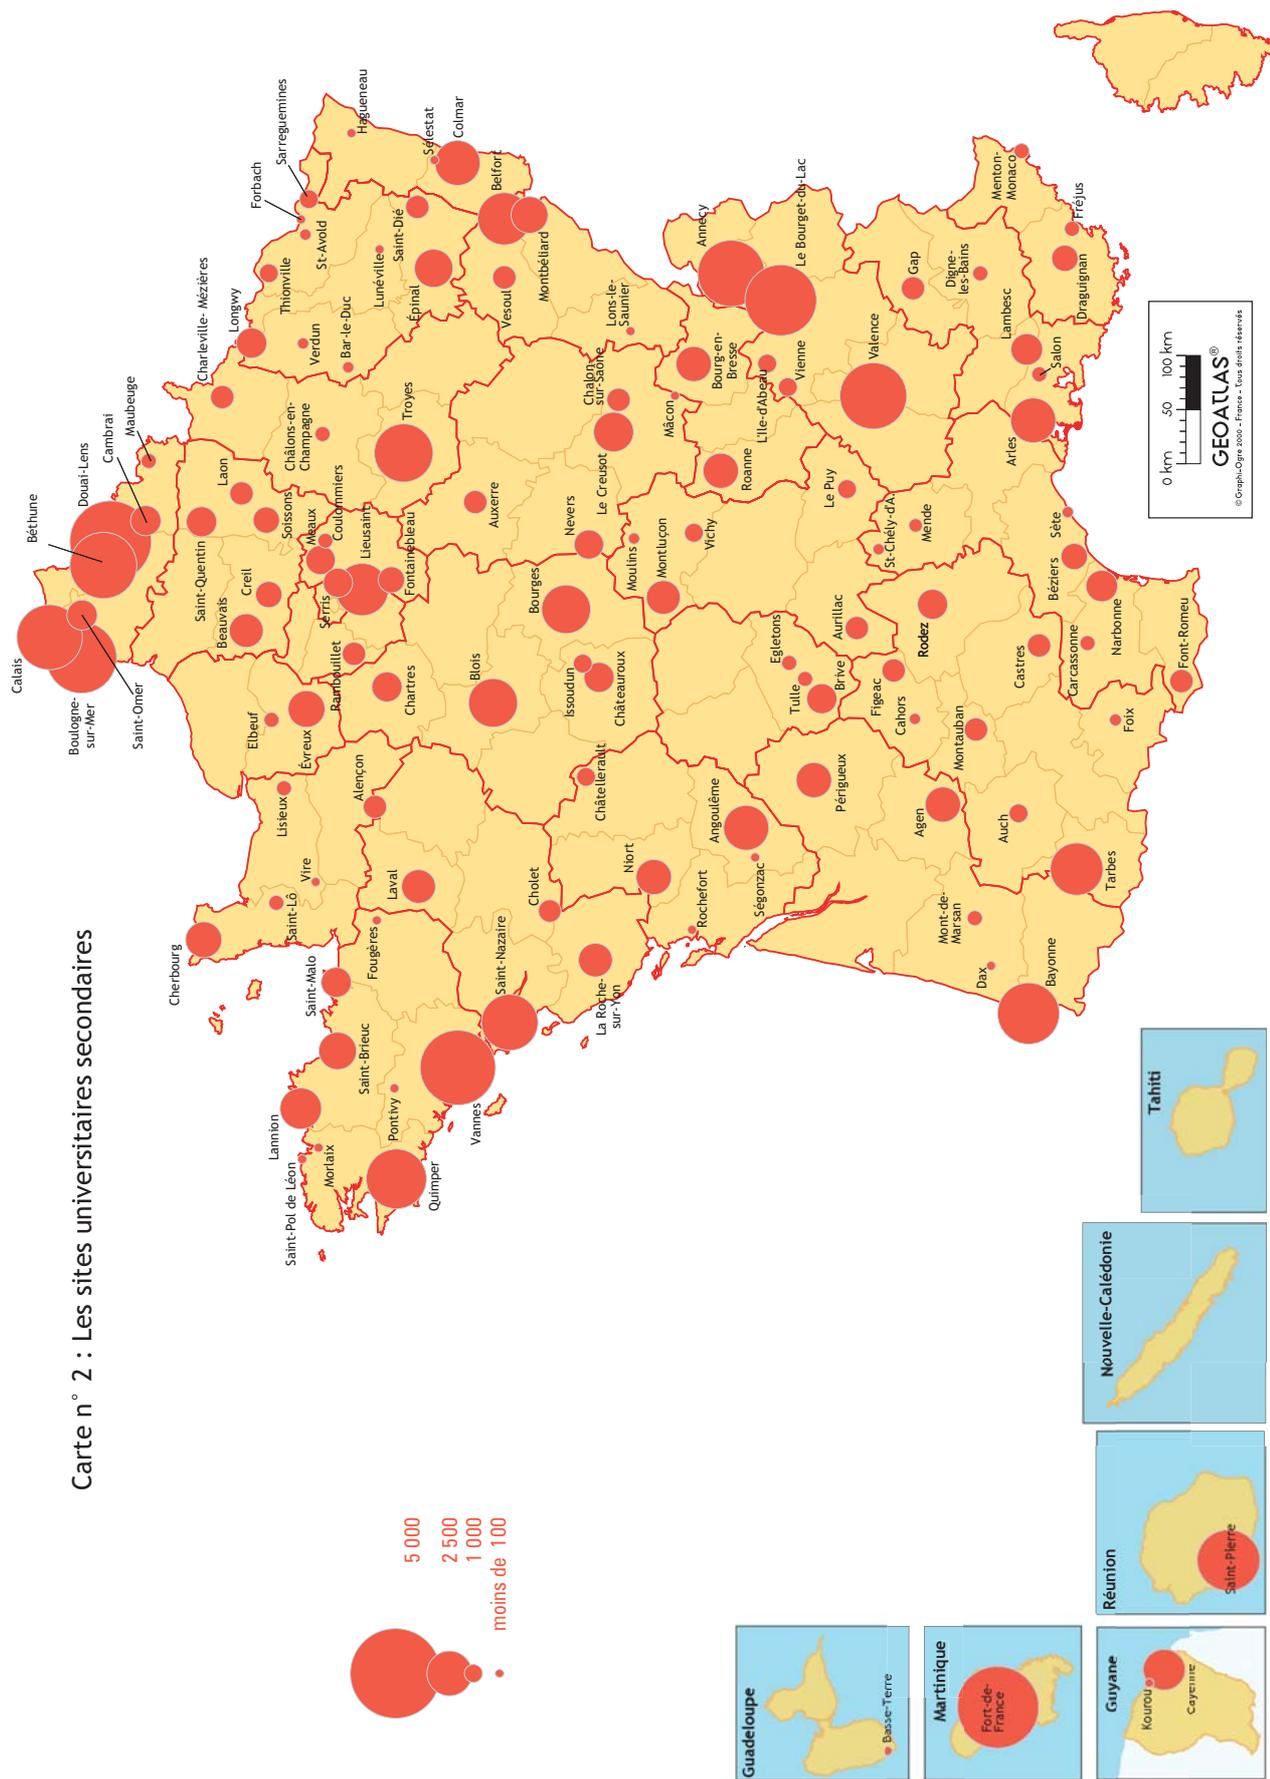 Carte n° 2 : Les sites universitaires secondaires
5 000
2 500
1 000
moins de 100
Calais
Boulogne-
sur-Mer
Saint-Omer
Béthune
Douai-Lens
Cambrai
Maubeuge
Charleville- Mézières
Longwy
Thionville
Forbach
Sarreguemines
St-Avold
Hagueneau
Sélestat
Colmar
Belfort
Montbéliard
Saint-Dié
Lunéville
Épinal
Vesoul
Verdun
Bar-le-Duc
Châlons-en-
Champagne
Troyes
Laon
Soissons
Saint-Quentin
Creil
Beauvais
Meaux
Coulommiers
Lieusaint
Fontainebleau
Serris
Rambouillet
Chartres
Elbeuf
Évreux
Alençon
Lisieux
Vire
Saint-Lô
Cherbourg
Saint-Malo
Fougères
Laval
Saint-Brieuc
Lannion
Saint-Pol de Léon
Morlaix
Pontivy
Quimper
Vannes
Saint-Nazaire
Cholet
La Roche-
sur-Yon
Niort
Châtellerault
Rochefort
Angoulême
Ségonzac
Blois
Bourges
Issoudun
Châteauroux
Auxerre
Nevers
Le Creusot
Chalon-
sur-Saône
Mâcon
Lons-le-
Saunier
Moulins
Montluçon
Vichy
Roanne
Bourg-en-
Bresse
Annecy
Le Bourget-du-Lac
L'Ile-d'Abeau
Vienne
Valence
Le Puy
St-Chély-d'A.
Mende
Aurillac
Egletons
Tulle
Brive
Périgueux
Figeac
Cahors
Rodez
Agen
Montauban
Castres
Auch
Mont-de-
Marsan
Dax
Bayonne
Tarbes
Foix
Font-Romeu
Carcassonne
Narbonne
Béziers
Sète
Arles
Salon
Lambesc
Gap
Digne-
les-Bains
Draguignan
Fréjus
Menton-
Monaco
0 km
50
100 km
GEOATLAS®
© Graphi-Ogre 2000 - France - tous droits réservés
Guadeloupe
Basse-Terre
Martinique
Fort-de-
France
Guyane
Kourou
Cayenne
Réunion
Saint-Pierre
Nouvelle-Calédonie
Tahiti